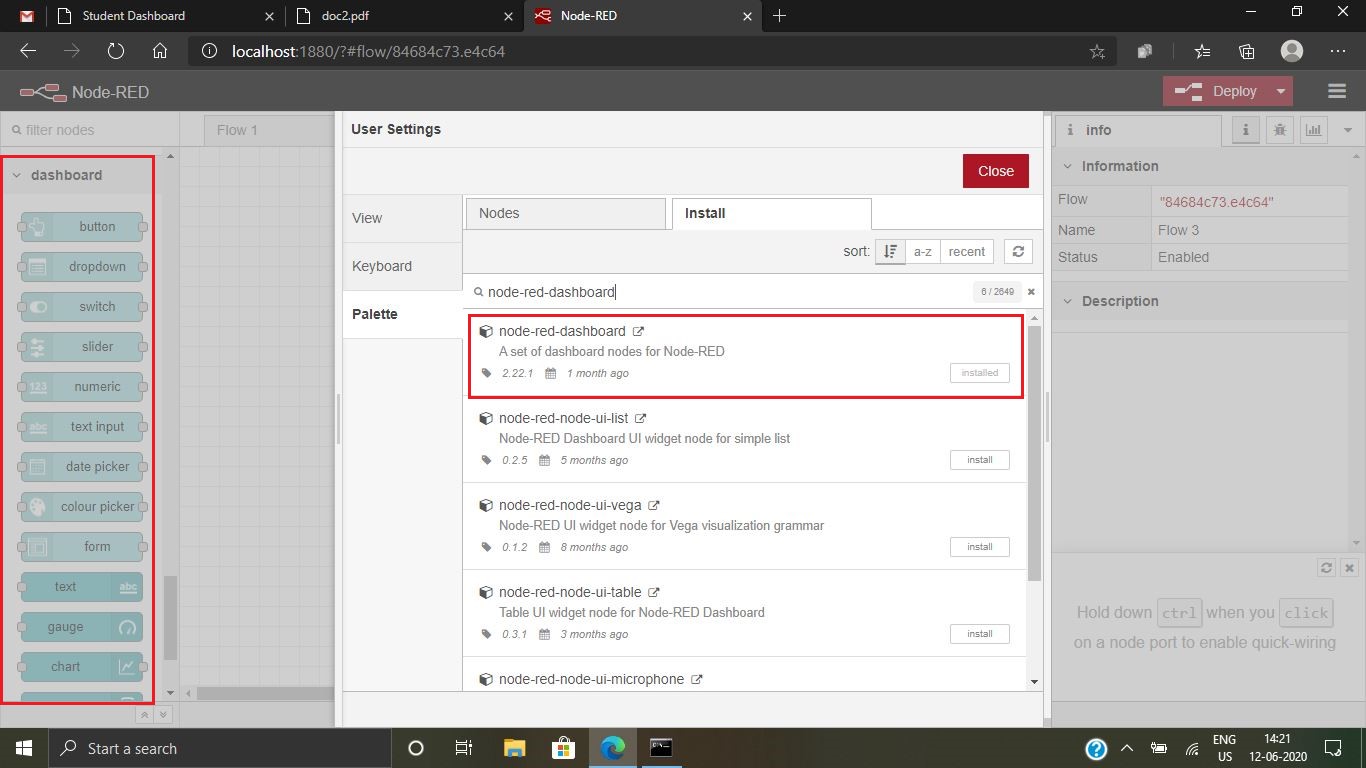 Student Dashboard
doc2.pdf
Node-RED
localhost:1880/?#flow/84684c73.e4c64
Node-RED
Deploy
filter nodes
Flow 1
User Settings
info
dashboard
Close
Information
Flow "84684c73.e4c64"
Name Flow 3
Status Enabled
Description
View
Keyboard
Palette
Nodes
Install
sort: a-z recent
node-red-dashboard
6 / 2649
button
dropdown
switch
slider
numeric
text input
date picker
colour picker
form
text
gauge
chart
node-red-dashboard
A set of dashboard nodes for Node-RED
2.22.1 1 month ago
installed
node-red-node-ui-list
Node-RED Dashboard UI widget node for simple list
0.2.5 5 months ago
install
node-red-node-ui-vega
Node-RED UI widget node for Vega visualization grammar
0.1.2 8 months ago
install
node-red-node-ui-table
Table UI widget node for Node-RED Dashboard
0.3.1 3 months ago
install
node-red-node-ui-microphone
Hold down ctrl when you click
on a node port to enable quick-wiring
Start a search
ENG
US
14:21
12-06-2020